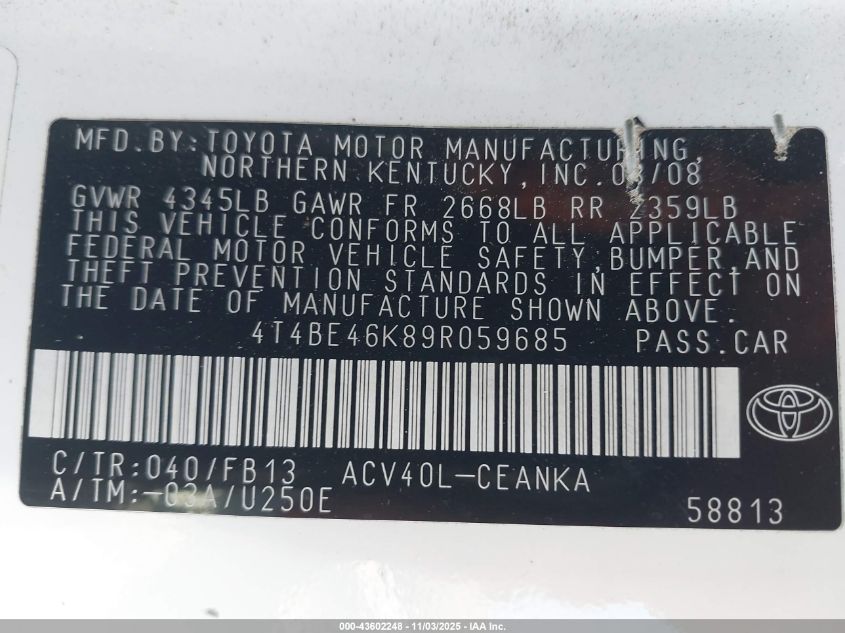 MFD.BY:TOYOTA MOTOR MANUFACTURING,
NORTHERN KENTUCKY,INC. /08
GVWR 4345LB GAWR FR 2668LB RR 2359LB
THIS VEHICLE CONFORMS TO ALL APPLICABLE
FEDERAL MOTOR VEHICLE SAFETY,BUMPER,AND
THEFT PREVENTION STANDARDS IN EFFECT ON
THE DATE OF MANUFACTURE SHOWN ABOVE.
4T4BE46K89R059685 PASS.CAR
C/TR:040/FB13 ACV40L-CEANKA
A/TM:-03A/U250E
58813
000-43602248 - 11/03/2025 - IAA Inc.